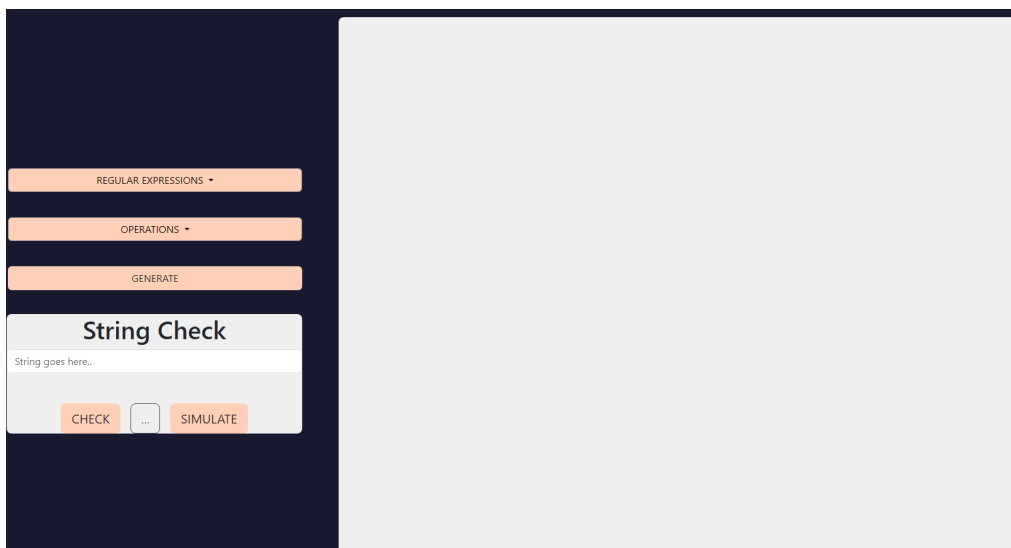 REGULAR EXPRESSIONS
OPERATIONS
GENERATE
String Check
String goes here..
CHECK ... SIMULATE